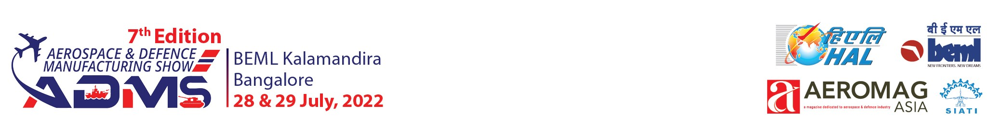 7th Edition
AEROSPACE & DEFENCE
MANUFACTURING SHOW
ADMS
BEML Kalamandira
Bangalore
28 & 29 July, 2022
हिएलि
HAL
बी ई एम एल
beml
NEW FRONTIERS. NEW DREAMS
a
AEROMAG
ASIA
a magazine dedicated to aerospace & defence industry
SIATI